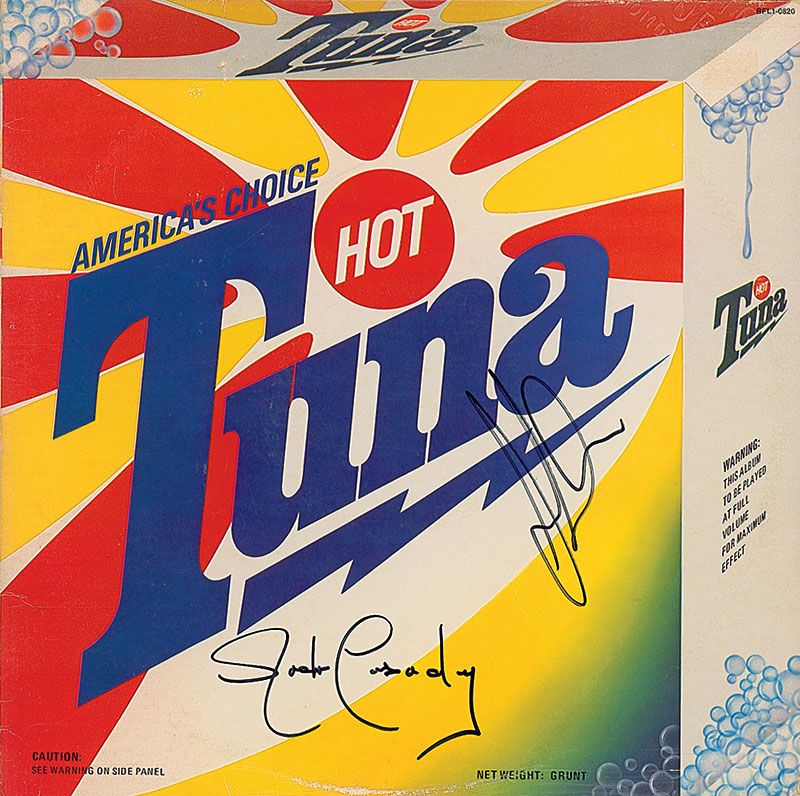 BFL1-0820
HOT
Tuna
AMERICA'S CHOICE
HOT
Tuna
HOT
Tuna
WARNING:
THIS ALBUM
TO BE PLAYED
AT FULL
VOLUME
FOR MAXIMUM
EFFECT
Jack Casady
CAUTION:
SEE WARNING ON SIDE PANEL
NET WEIGHT: GRUNT